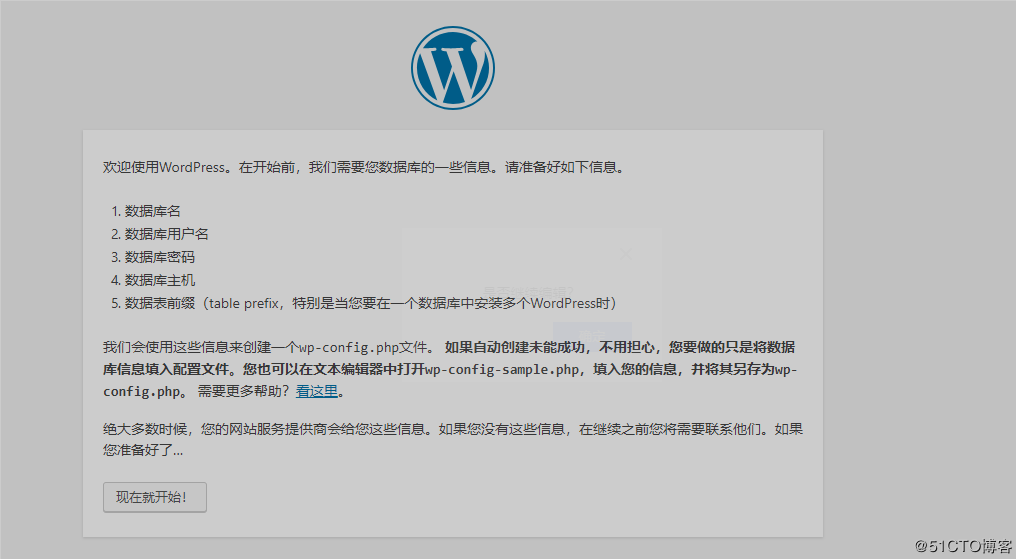 欢迎使用WordPress。在开始前，我们需要您数据库的一些信息。请准备好如下信息。
1. 数据库名
2. 数据库用户名
3. 数据库密码
4. 数据库主机
5. 数据表前缀（table prefix，特别是当您要在一个数据库中安装多个WordPress时）
我们会使用这些信息来创建一个wp-config.php文件。 如果自动创建未能成功，不用担心，您要做的只是将数据
库信息填入配置文件。您也可以在文本编辑器中打开wp-config-sample.php，填入您的信息，并将其另存为wp-
config.php。 需要更多帮助？看这里。
绝大多数时候，您的网站服务提供商会给您这些信息。如果您没有这些信息，在继续之前您将需要联系他们。如果
您准备好了...
现在就开始！
@51CTO博客